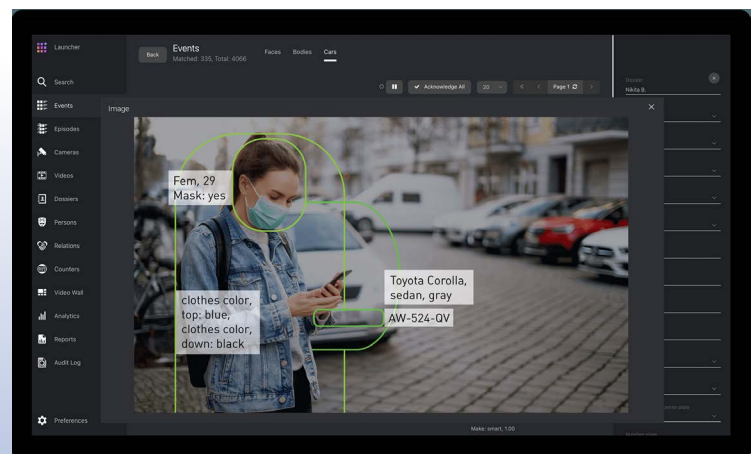 Launcher
Back
Events
Matched: 335, Total: 4066
Faces
Bodies
Cars
Search
Acknowledge All
20
Page 1
Dossier
Nikita B.
Events
Image
Episodes
Cameras
Videos
Dossiers
Persons
Relations
Counters
Video Wall
Analytics
Reports
Audit Log
Preferences
Fem, 29
Mask: yes
clothes color,
top: blue,
clothes color,
down: black
Toyota Corolla,
sedan, gray
AW-524-QV
Make: smart, 1.00